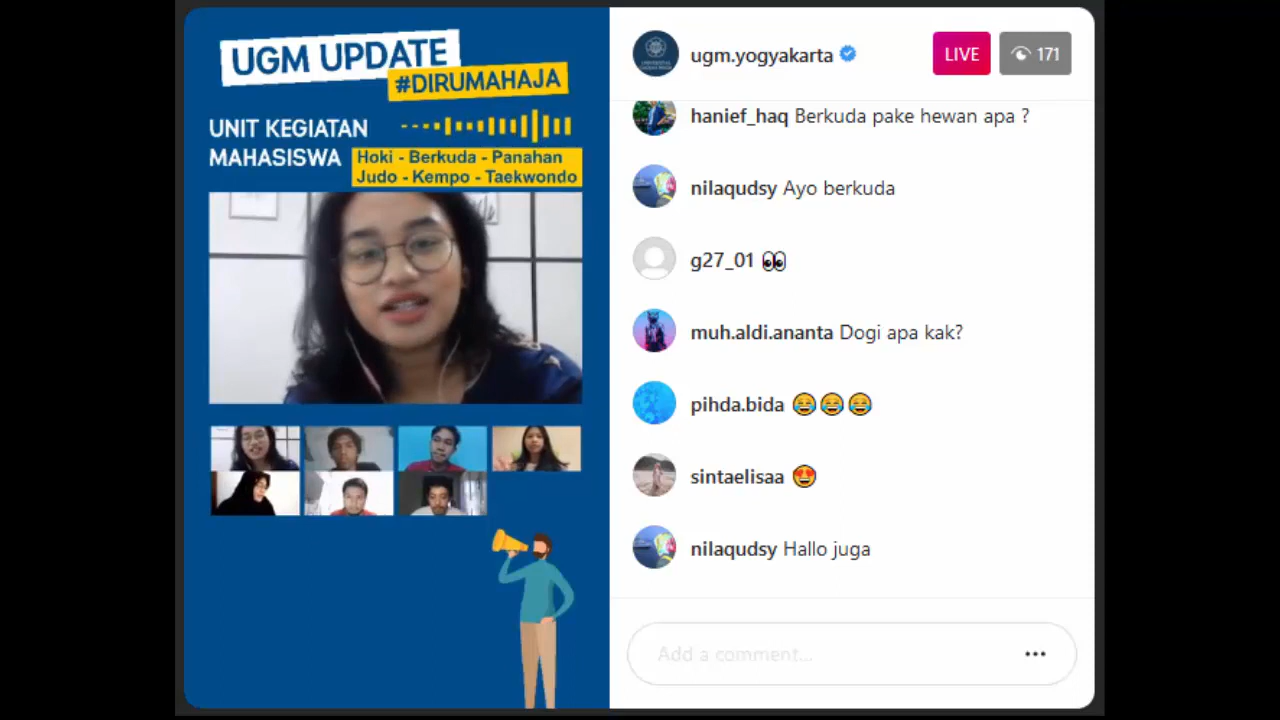 UGM UPDATE
#DIRUMAHAJA
UNIT KEGIATAN
MAHASISWA
Hoki - Berkuda - Panahan
Judo - Kempo - Taekwondo
ugm.yogyakarta
LIVE
171
hanief_haq Berkuda pake hewan apa ?
nilaqudsy Ayo berkuda
g27_01 👀
muh.aldi.ananta Dogi apa kak?
pihda.bida 😂😂😂
sintaelisaa 😍
nilaqudsy Hallo juga
Add a comment...